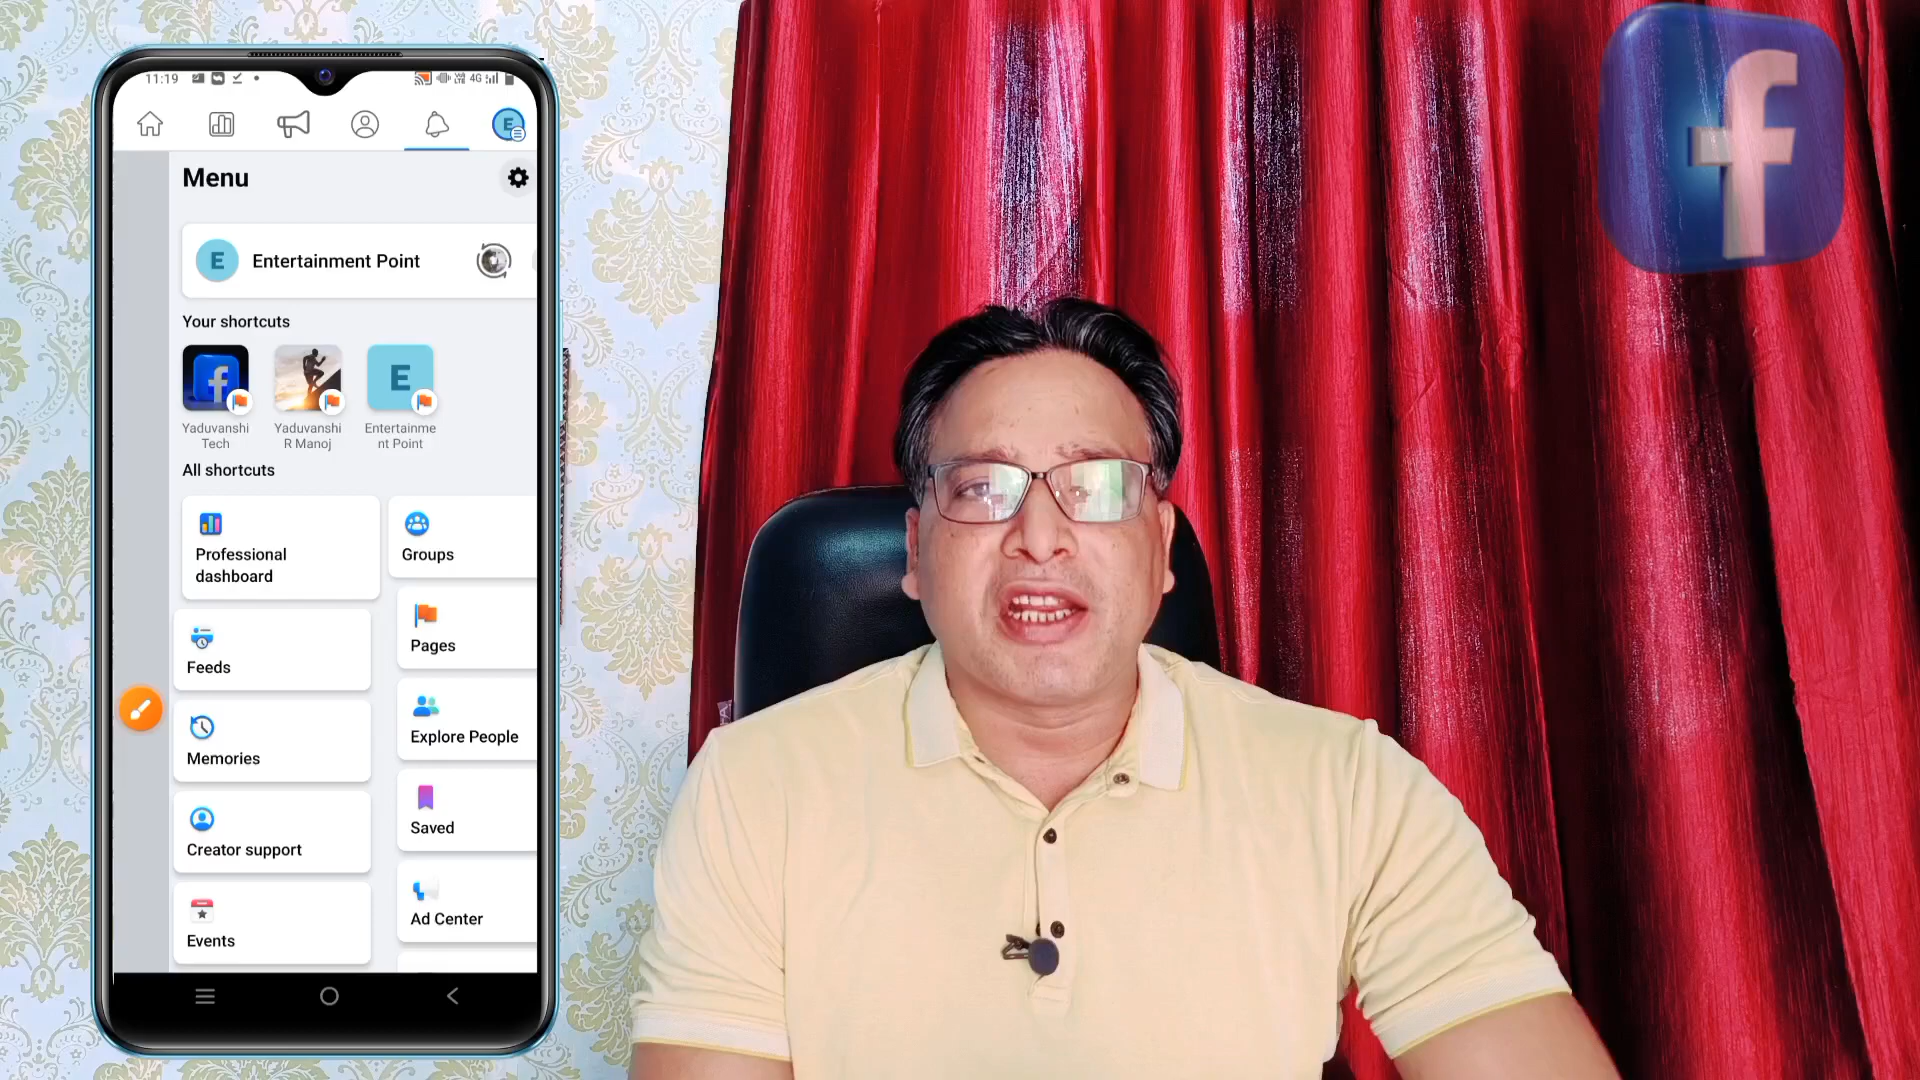 11:19
4G
Menu
E
E
Entertainment Point
Your shortcuts
E
Yaduvanshi
Tech
Yaduvanshi
R Manoj
Entertainme
nt Point
All shortcuts
Professional
dashboard
Groups
Feeds
Pages
Memories
Explore People
Creator support
Saved
Events
Ad Center